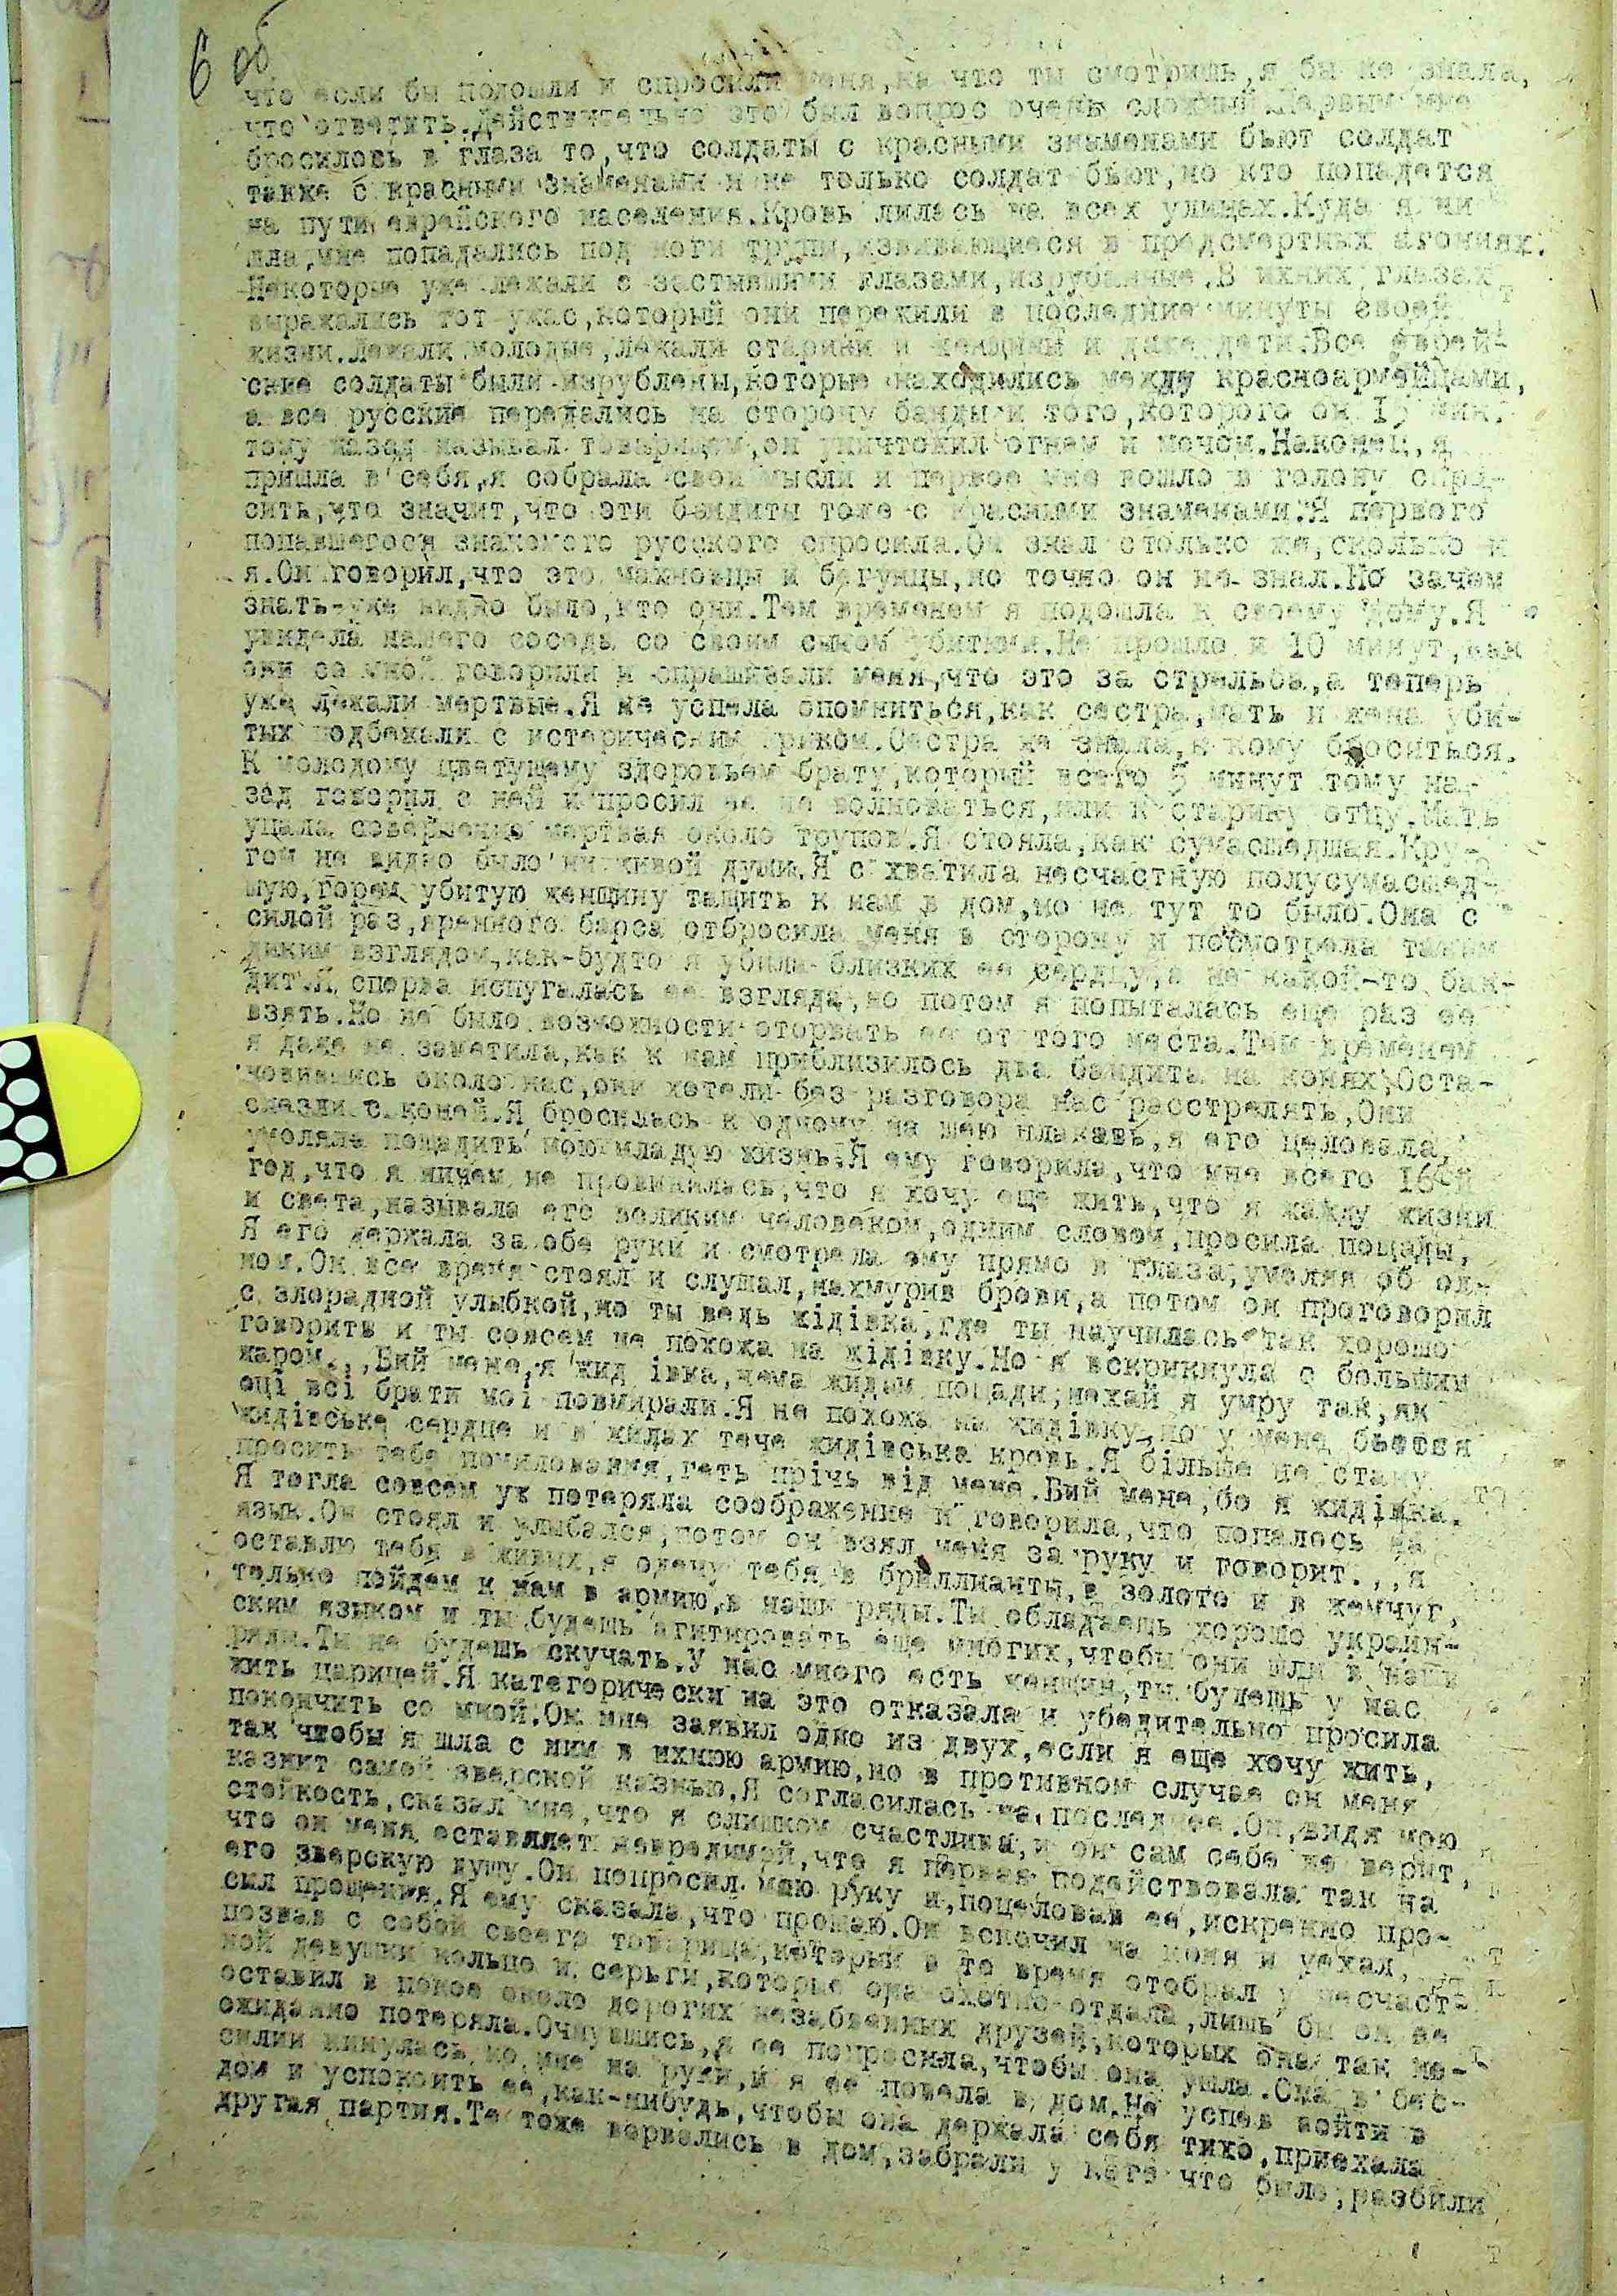 6 об
что если бы подошли и спросили меня,на что ты смотришь,я бы не знала,
что ответить.Действительно это был вопрос очень сложный.Первым мне
бросилось в глаза то,что солдаты с красными знаменами бьют солдат
также с красными знаменами и не только солдат бьют,но кто попадется
на пути еврейского населения.Кровь лилась на всех улицах.Куда я ни
шла,мне попадались под ноги трупы,извивающиеся в предсмертных агониях.
Некоторые уже лежали с застывшими глазами,изрубленые.В ихних глазах
выражались тот ужас,который они пережили в последние минуты своей
жизни.Лежали молодые,лежали старики и женщины и даже дети.Все еврей-
ские солдаты были изрублены,которые находились между красноармейцами,
а все русские передались на сторону банды и того,которого он 15 мин.
тому назад называл товарищем,он уничтожил огнем и мечом.Наконец,я
пришла в себя,я собрала свои мысли и первое мне вошло в голову спро-
сить,что значит,что эти бандиты тоже с красными знаменами.Я первого
попавшегося знакомого русского спросила.Он знал столько же,сколько и
я.Он говорил,что это махновцы и богунцы,но точно он не знал.Но зачем
знать-уже видно было,кто они.Тем временем я подошла к своему дому.Я
увидела нашего соседа со своим сыном убитыми.Не прошло и 10 минут,как
они со мной говорили и спрашивали меня,что это за стрельба,а теперь
уже лежали мертвые.Я не успела опомниться,как сестра,мать и жена уби-
тых подбежали с истерическим криком.Сестра не знала,к кому броситься.
К молодому цветущему здоровьем брату,который всего 5 минут тому на-
зад говорил с ней и просил ее не волноваться,или к старику отцу.Мать
упала совершенно мертвая около трупов.Я стояла,как сумасшедшая.Кру-
гом не видно было ни живой души.Я с хватила несчастную полусумасшед-
шую,горем убитую женщину тащить к нам в дом,но не тут то было.Она с
силой раз,яренного барса отбросила меня в сторону и посмотрела таким
диким взглядом,как-будто я убила близких ее сердцу,а не какой-то бан-
дит.Я сперва испугалась ее взгляда,но потом я попыталась еще раз ее
взять.Но не было возможности оторвать ее от того места.Тем временем
я даже не заметила,как к нам приблизилось два бандита на конях.Оста-
новившись около нас,они хотели без разговора нас расстрелять,Они
слезли с коней.Я бросилась к одному на шею плакать,я его целовала,
умоляла пощадить мою младую жизнь.Я ему говорила,что мне всего 16-й
год,что я ничем не провинилась,что я хочу еще жить,что я жажду жизни
и света,называла его великим человеком,одним словом,просила пощады,
Я его держала за обе руки и смотрела ему прямо в глаза,умоляя об од-
ном.Он все время стоял и слушал,нахмурив брови,а потом он проговорил
с злорадной улыбкой,но ты ведь жідівка,где ты научилась так хорошо
говорить и ты совсем не похожа на жідівку.Но я вскрикнула с большим
жаром.,,Бий мене,я жид івка,нема жидам пощади,нехай я умру так,як
оці всі брати мої повмирали.Я не похожа на жидівку,но у мене бьется
жидівське сердце и в жилах тече жидівська кровь.Я більше не стану
просить тебе помилования,геть прічь від мене.Бий мене,бо я жидівка.
Я тогла совсем уж потеряла соображение и говорила,что попалось на
язык.Он стоял и улыбался,потом он взял меня за руку и говорит.,,я
оставлю тебя в живых,я одену тебя в бриллианты,в золото и в жемчуг,
только пойдем к нам в армию,в наши ряды.Ты обладаешь хорошо украин-
ским языком и ты будешь агитировать еще многих,чтобы они шли в наши
ряды.Ты не будешь скучать.У нас много есть женщин,ты будешь у нас
жить царицей.Я категорически на это отказала и убедительно просила
покончить со мной.Он мне заявил одно из двух,если я еще хочу жить,
так чтобы я шла с ним в ихнюю армию,но в противном случае он меня
казнит самой зверской казнью.Я согласилась на последнее.Он,видя мою
стойкость,сказал мне,что я слишком счастлива,и он сам себе не верит,
что он меня оставляет невредимой,что я первая подействовала так на
его зверскую душу.Он попросил мою руку и,поцеловав ее,искренно про-
сил прощения.Я ему сказала,что прощаю.Он вскочил на коня и уехал,
позвав с собой своего товарища,который в то время отобрал у несчаст-
ной девушки кольцо и серьги,которые она охотно отдала,лишь бы он ее
оставил в покое около дорогих незабвенных друзей,которых она так не-
ожиданно потеряла.Очнувшись,я ее попросила,чтобы она ушла.Она в бес-
силии кинулась ко мне на руки,и я ее повела в дом.Не успев войти в
дом и успокоить ее,как-нибудь,чтобы она держала себя тихо,приехала
другая партия.Те тоже ворвались в дом,забрали у кого что было,разбили